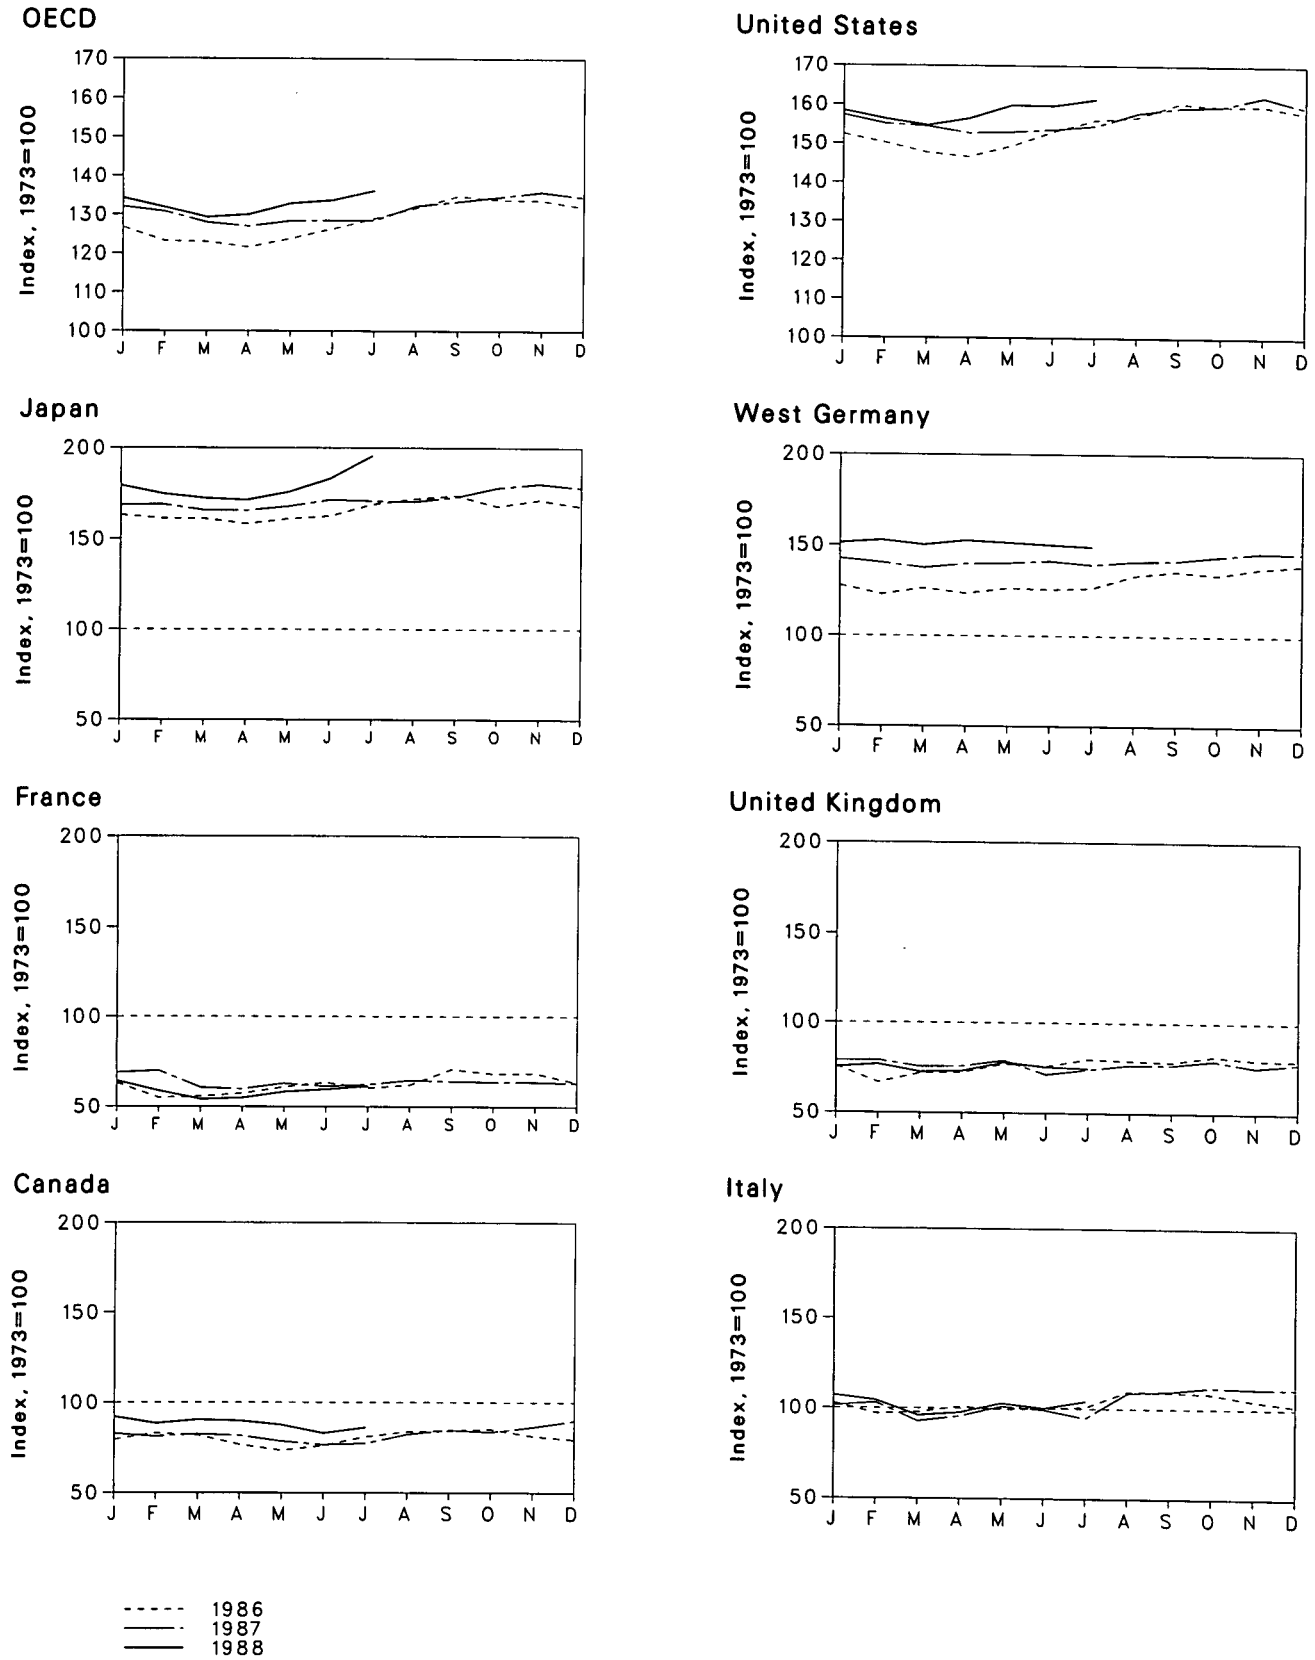 OECD
Index, 1973=100
170
160
150
140
130
120
110
100
J F M A M J J A S O N D
United States
Index, 1973=100
170
160
150
140
130
120
110
100
J F M A M J J A S O N D
Japan
Index, 1973=100
200
150
100
50
J F M A M J J A S O N D
West Germany
Index, 1973=100
200
150
100
50
J F M A M J J A S O N D
France
Index, 1973=100
200
150
100
50
J F M A M J J A S O N D
United Kingdom
Index, 1973=100
200
150
100
50
J F M A M J J A S O N D
Canada
Index, 1973=100
200
150
100
50
J F M A M J J A S O N D
Italy
Index, 1973=100
200
150
100
50
J F M A M J J A S O N D
1986
1987
1988